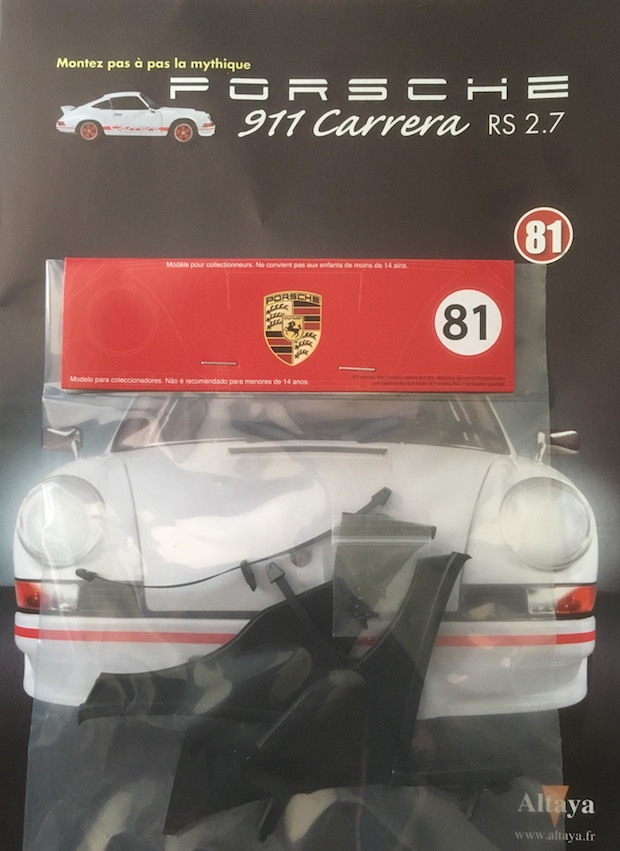 Montez pas à pas la mythique
PORSCHE
911 Carrera RS 2.7
81
Modèle pour collectionneurs. Ne convient pas aux enfants de moins de 14 ans.
PORSCHE
81
Modelo para coleccionadores. Não é recomendado para menores de 14 anos.
Altaya
www.altaya.fr